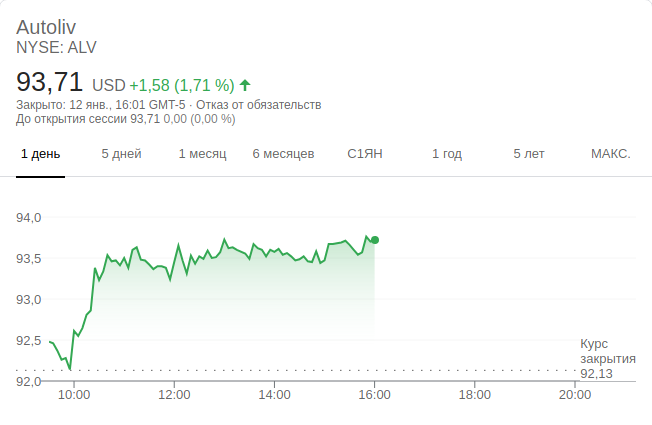 Autoliv
NYSE: ALV
93,71 USD +1,58 (1,71 %)
Закрыто: 12 янв., 16:01 GMT-5 · Отказ от обязательств
До открытия сессии 93,71 0,00 (0,00 %)
1 день 5 дней 1 месяц 6 месяцев С1ЯН 1 год 5 лет МАКС.
94,0
93,5
93,0
92,5
92,0
Курс
закрытия
92,13
10:00 12:00 14:00 16:00 18:00 20:00